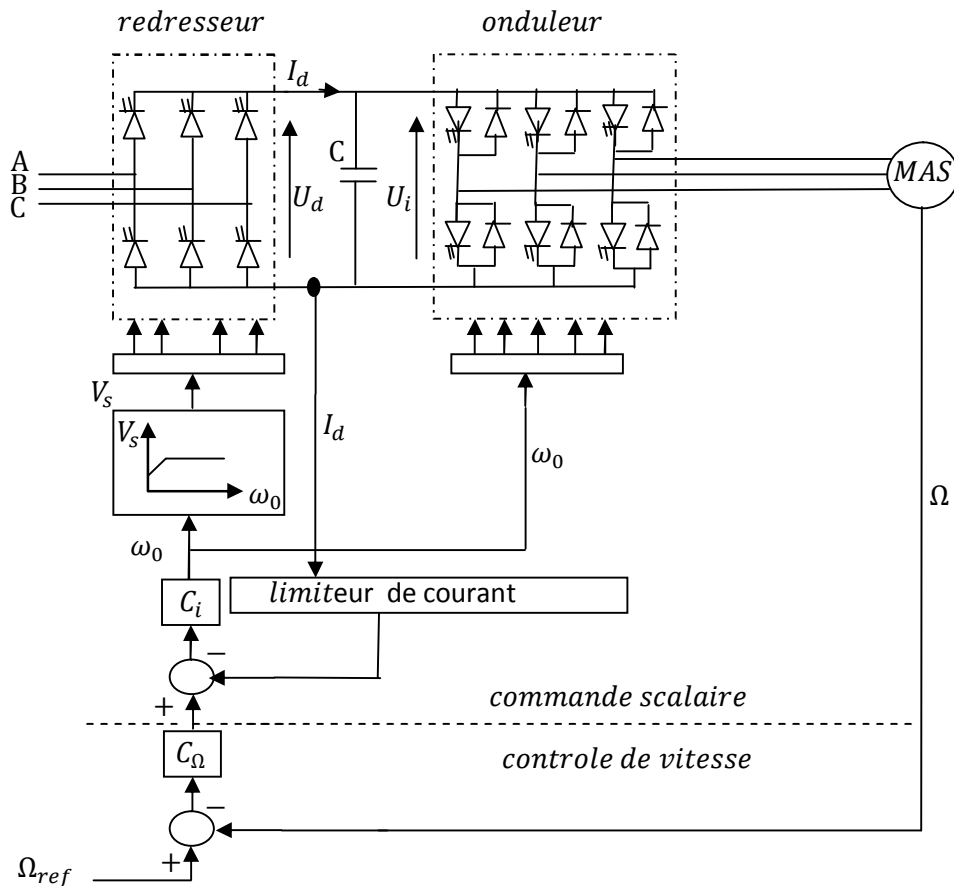 redresseur
onduleur
I_d
A
B
C
U_d
C
U_i
MAS
V_s
V_s
ω_0
I_d
ω_0
Ω
ω_0
C_i
limiteur de courant
−
+
commande scalaire
C_Ω
controle de vitesse
−
+
Ω_ref